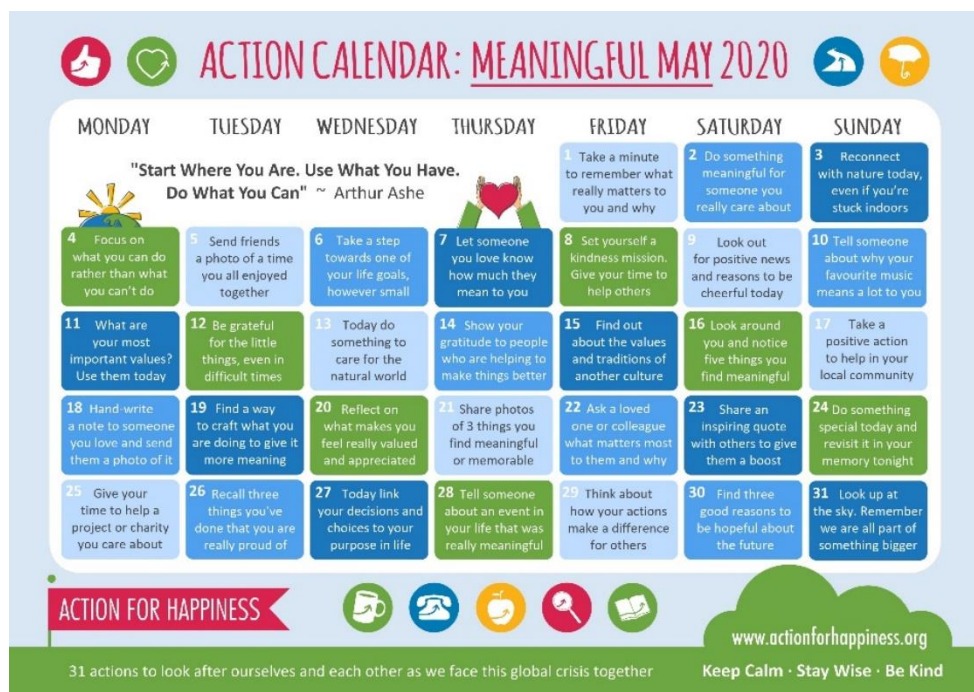 ACTION CALENDAR: MEANINGFUL MAY 2020
MONDAY TUESDAY WEDNESDAY THURSDAY FRIDAY SATURDAY SUNDAY
"Start Where You Are. Use What You Have.
Do What You Can" ~ Arthur Ashe
1 Take a minute
to remember what
really matters to
you and why
2 Do something
meaningful for
someone you
really care about
3 Reconnect
with nature today,
even if you're
stuck indoors
4 Focus on
what you can do
rather than what
you can't do
5 Send friends
a photo of a time
you all enjoyed
together
6 Take a step
towards one of
your life goals,
however small
7 Let someone
you love know
how much they
mean to you
8 Set yourself a
kindness mission.
Give your time to
help others
9 Look out
for positive news
and reasons to be
cheerful today
10 Tell someone
about why your
favourite music
means a lot to you
11 What are
your most
important values?
Use them today
12 Be grateful
for the little
things, even in
difficult times
13 Today do
something to
care for the
natural world
14 Show your
gratitude to people
who are helping to
make things better
15 Find out
about the values
and traditions of
another culture
16 Look around
you and notice
five things you
find meaningful
17 Take a
positive action
to help in your
local community
18 Hand-write
a note to someone
you love and send
them a photo of it
19 Find a way
to craft what you
are doing to give it
more meaning
20 Reflect on
what makes you
feel really valued
and appreciated
21 Share photos
of 3 things you
find meaningful
or memorable
22 Ask a loved
one or colleague
what matters most
to them and why
23 Share an
inspiring quote
with others to give
them a boost
24 Do something
special today and
revisit it in your
memory tonight
25 Give your
time to help a
project or charity
you care about
26 Recall three
things you've
done that you are
really proud of
27 Today link
your decisions and
choices to your
purpose in life
28 Tell someone
about an event in
your life that was
really meaningful
29 Think about
how your actions
make a difference
for others
30 Find three
good reasons to
be hopeful about
the future
31 Look up at
the sky. Remember
we are all part of
something bigger
ACTION FOR HAPPINESS
www.actionforhappiness.org
31 actions to look after ourselves and each other as we face this global crisis together
Keep Calm · Stay Wise · Be Kind